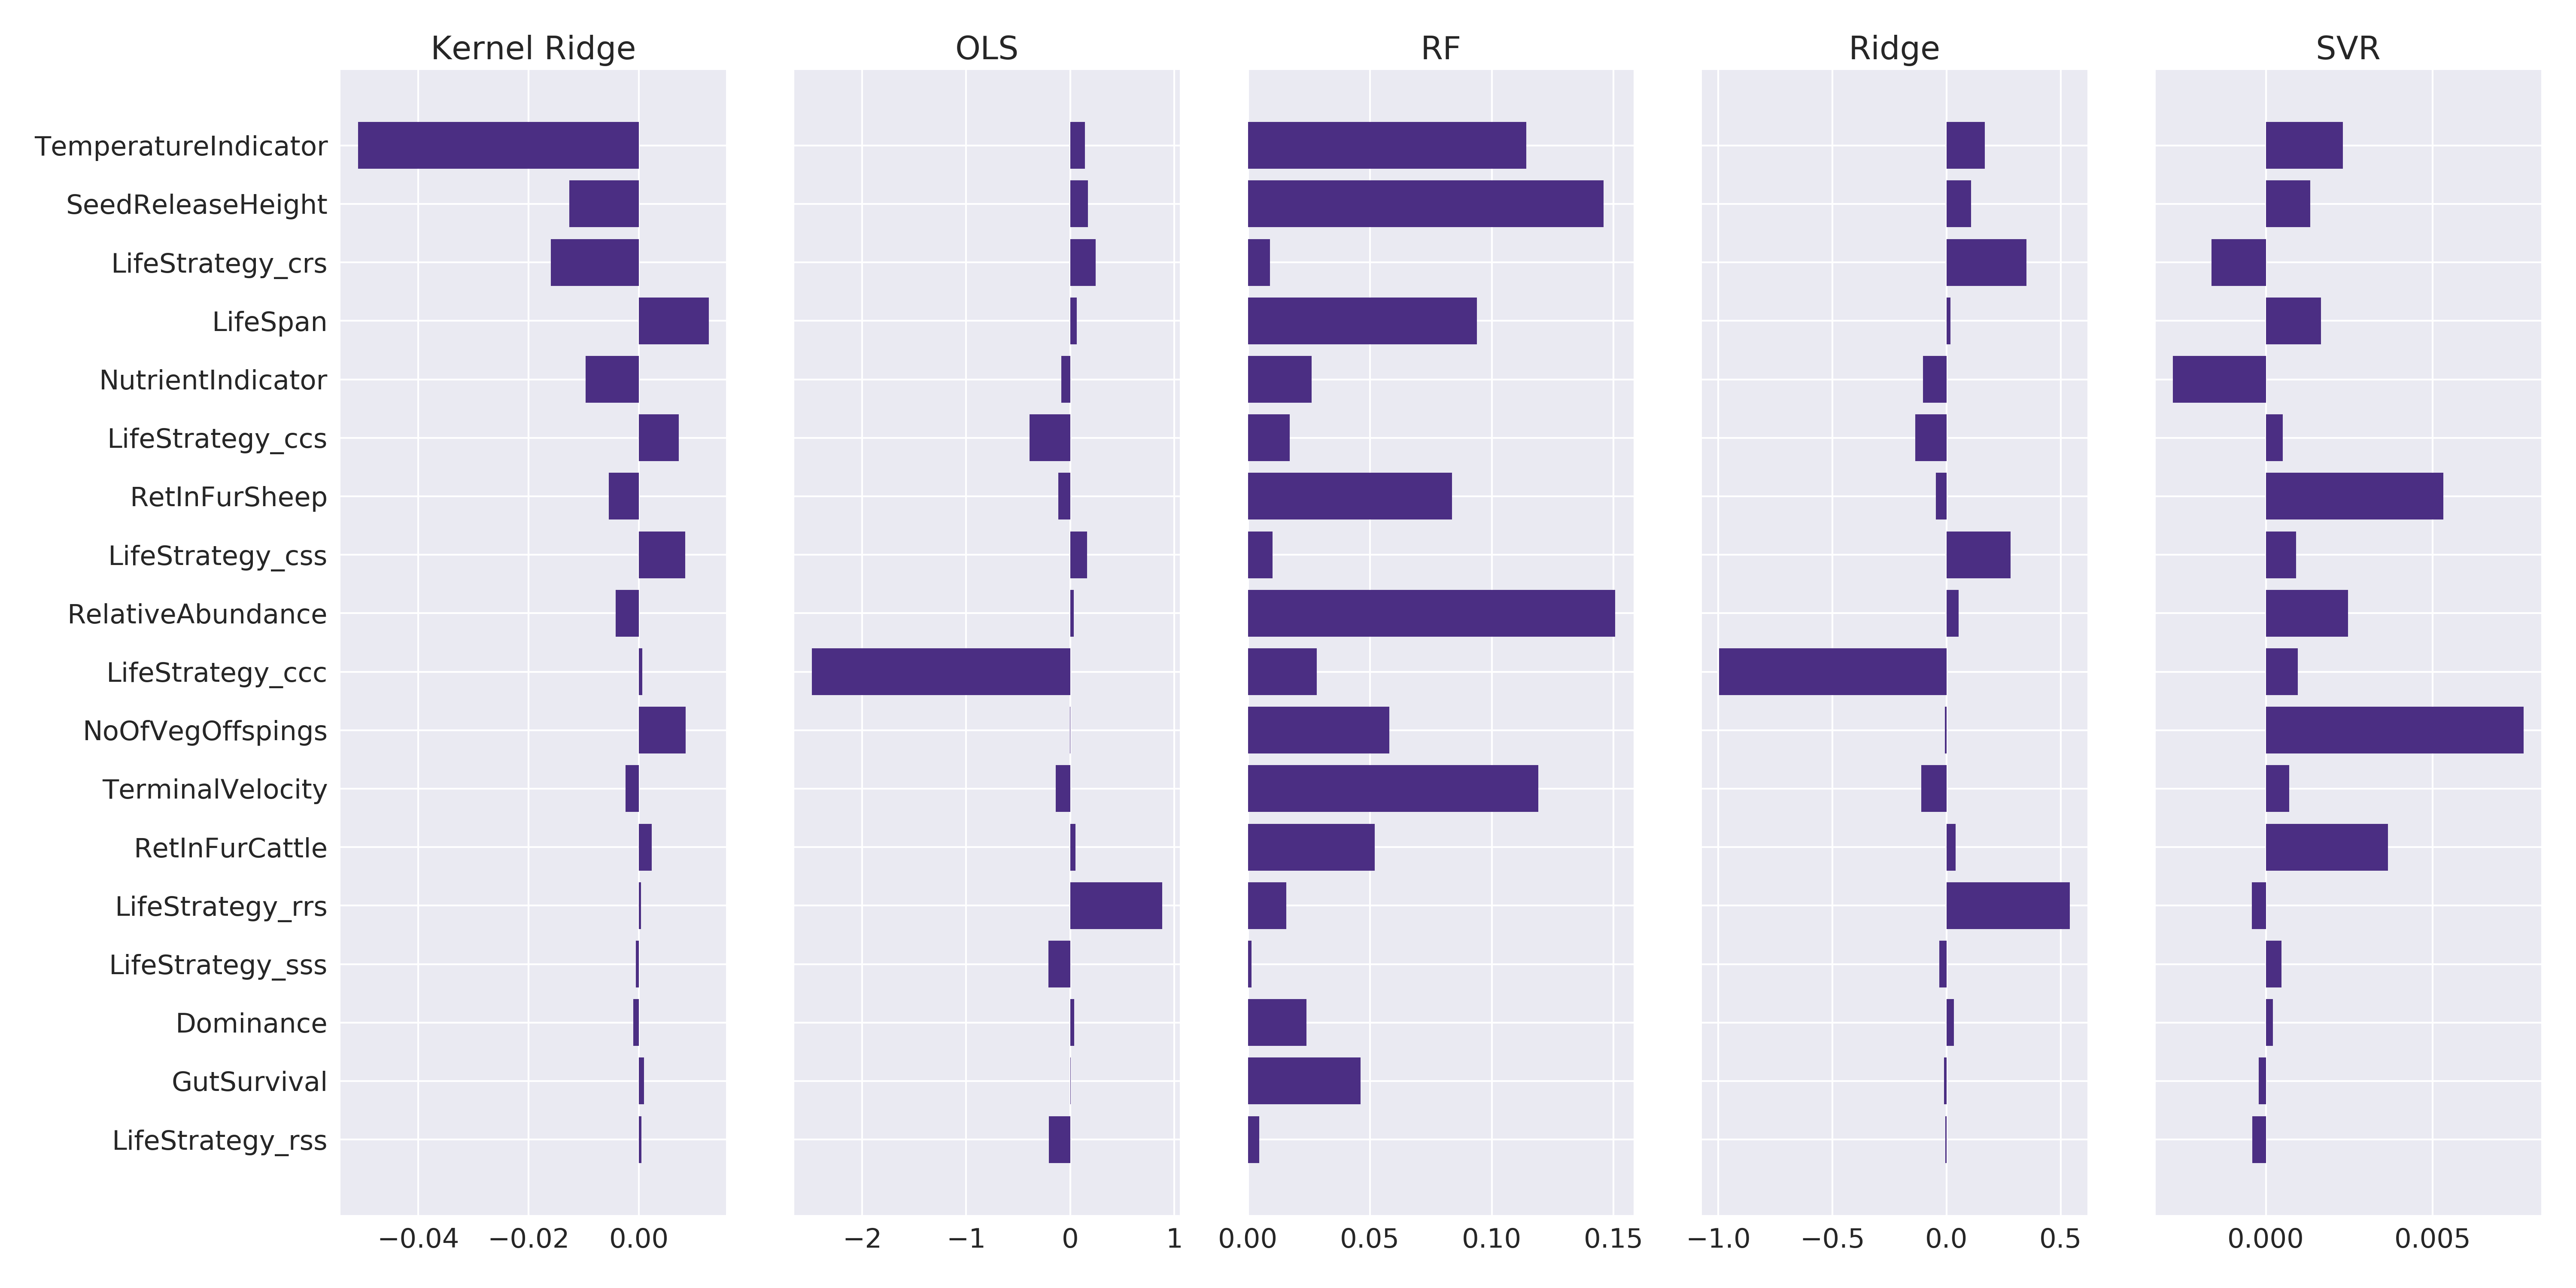 Kernel Ridge OLS RF Ridge SVR
TemperatureIndicator
SeedReleaseHeight
LifeStrategy_crs
LifeSpan
NutrientIndicator
LifeStrategy_ccs
RetInFurSheep
LifeStrategy_css
RelativeAbundance
LifeStrategy_ccc
NoOfVegOffspings
TerminalVelocity
RetInFurCattle
LifeStrategy_rrs
LifeStrategy_sss
Dominance
GutSurvival
LifeStrategy_rss
−0.04 −0.02 0.00 −2 −1 0 1 0.00 0.05 0.10 0.15 −1.0 −0.5 0.0 0.5 0.000 0.005